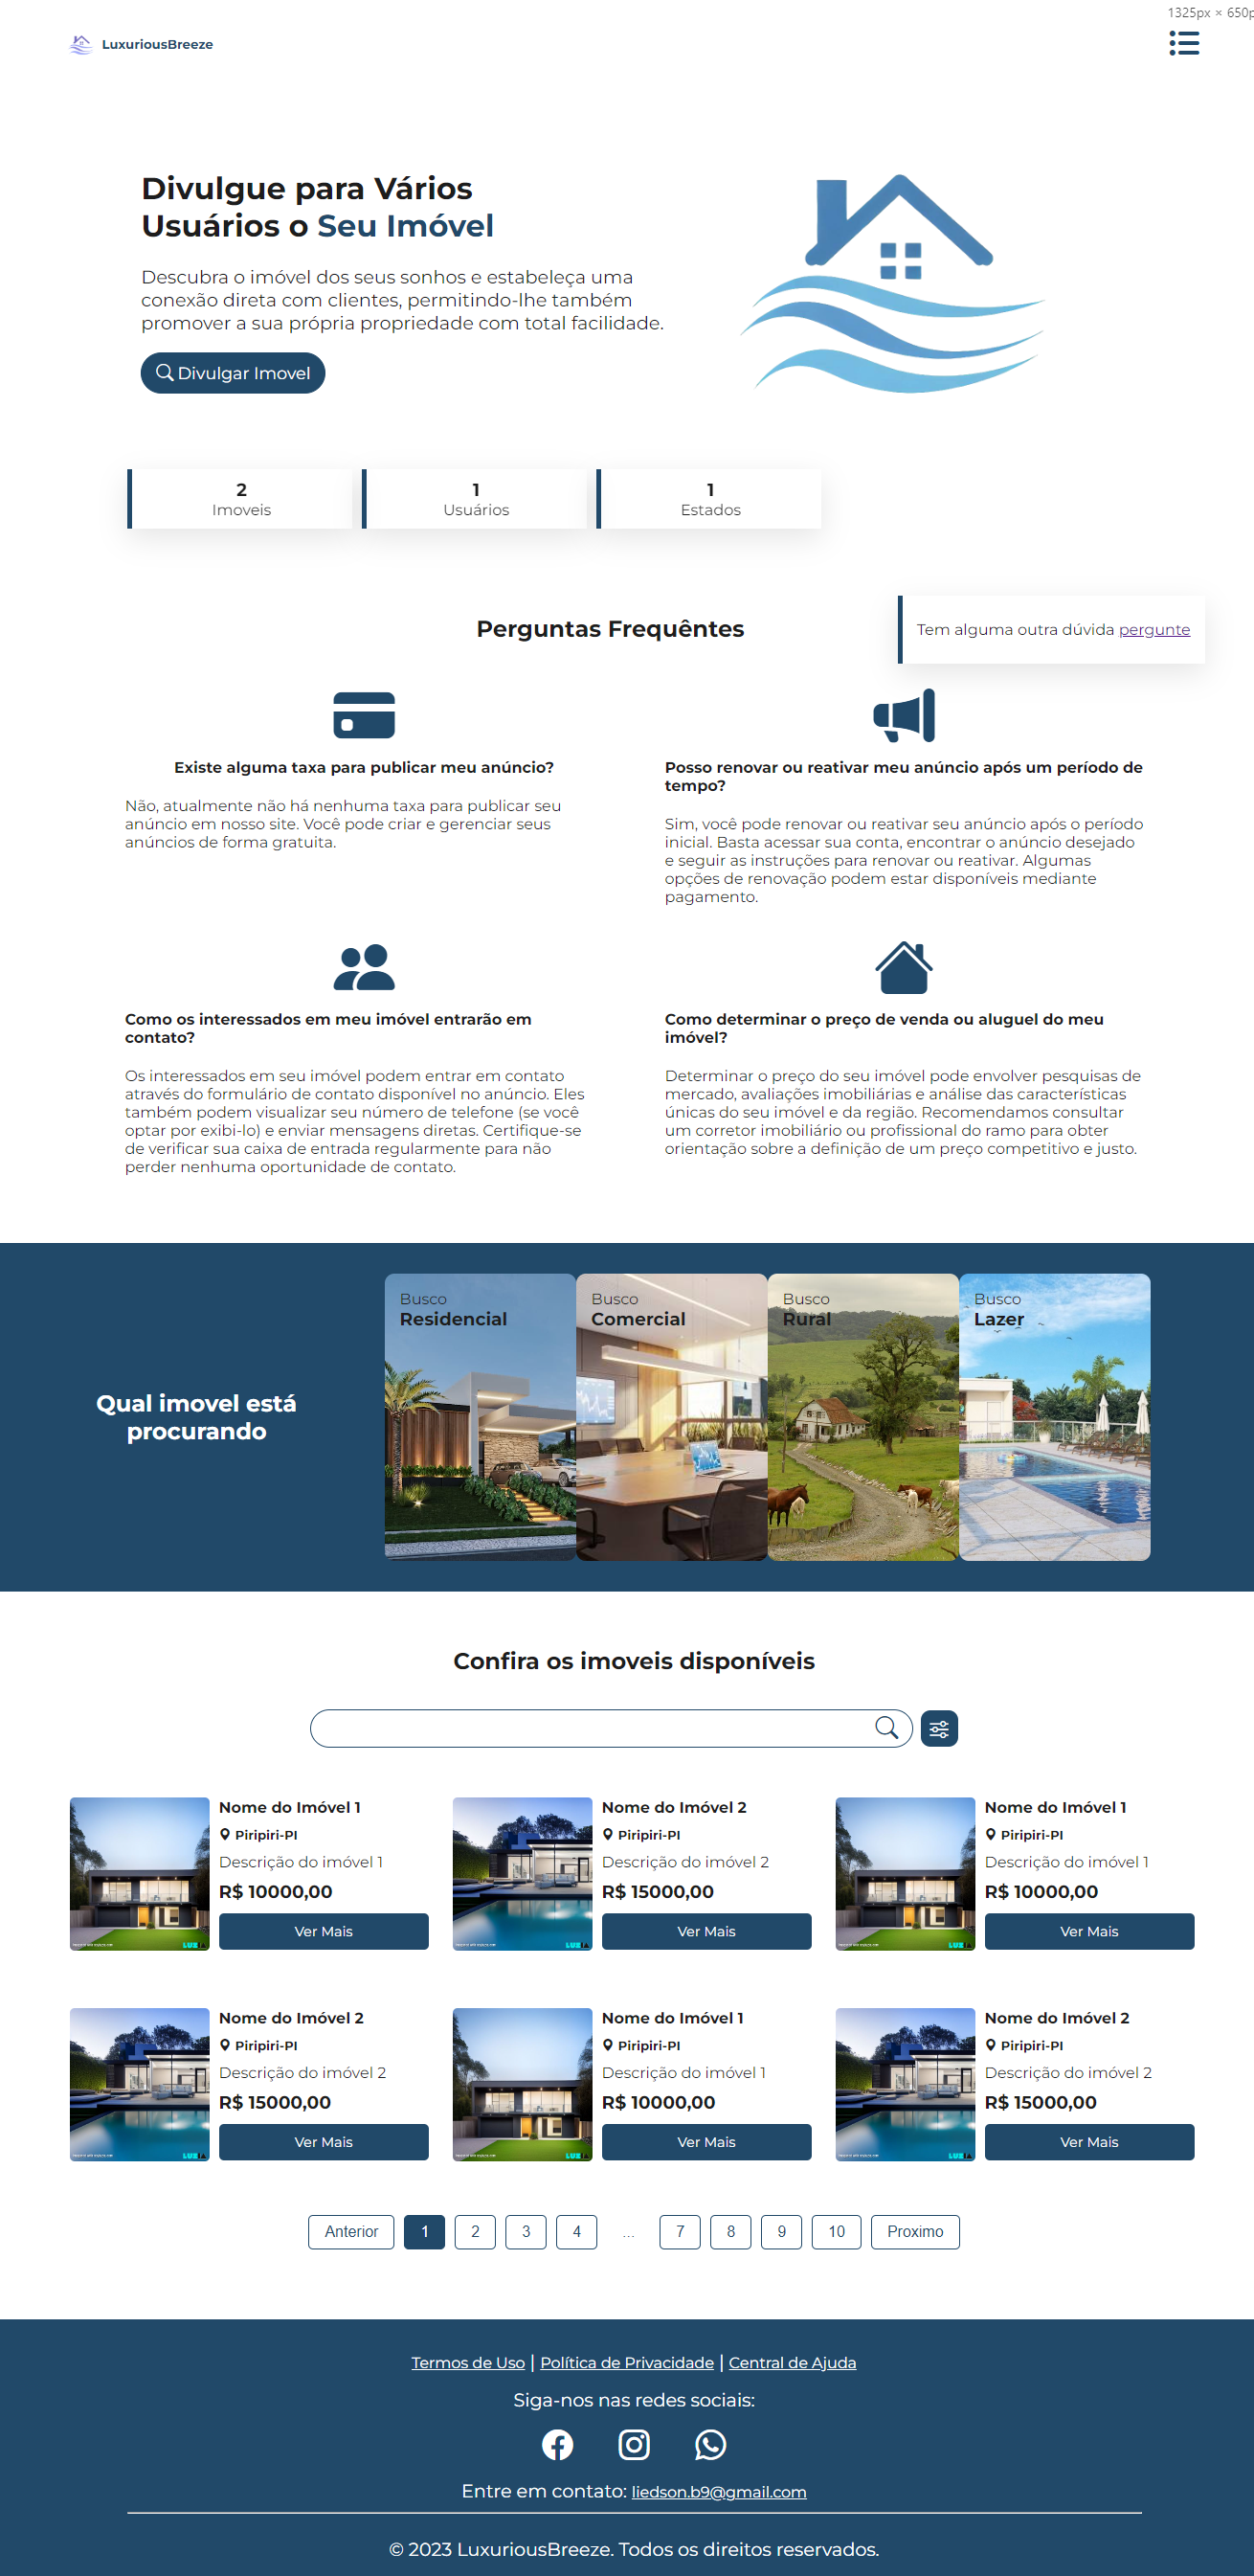 1325px × 650p
LuxuriousBreeze
Divulgue para Vários
Usuários o Seu Imóvel
Descubra o imóvel dos seus sonhos e estabeleça uma
conexão direta com clientes, permitindo-lhe também
promover a sua própria propriedade com total facilidade.
Divulgar Imovel
2
Imoveis
1
Usuários
1
Estados
Perguntas Frequêntes
Tem alguma outra dúvida pergunte
Existe alguma taxa para publicar meu anúncio?
Não, atualmente não há nenhuma taxa para publicar seu
anúncio em nosso site. Você pode criar e gerenciar seus
anúncios de forma gratuita.
Posso renovar ou reativar meu anúncio após um período de
tempo?
Sim, você pode renovar ou reativar seu anúncio após o período
inicial. Basta acessar sua conta, encontrar o anúncio desejado
e seguir as instruções para renovar ou reativar. Algumas
opções de renovação podem estar disponíveis mediante
pagamento.
Como os interessados em meu imóvel entrarão em
contato?
Os interessados em seu imóvel podem entrar em contato
através do formulário de contato disponível no anúncio. Eles
também podem visualizar seu número de telefone (se você
optar por exibi-lo) e enviar mensagens diretas. Certifique-se
de verificar sua caixa de entrada regularmente para não
perder nenhuma oportunidade de contato.
Como determinar o preço de venda ou aluguel do meu
imóvel?
Determinar o preço do seu imóvel pode envolver pesquisas de
mercado, avaliações imobiliárias e análise das características
únicas do seu imóvel e da região. Recomendamos consultar
um corretor imobiliário ou profissional do ramo para obter
orientação sobre a definição de um preço competitivo e justo.
Qual imovel está
procurando
Busco
Residencial
Busco
Comercial
Busco
Rural
Busco
Lazer
Confira os imoveis disponíveis
Nome do Imóvel 1
Piripiri-PI
Descrição do imóvel 1
R$ 10000,00
Ver Mais
Nome do Imóvel 2
Piripiri-PI
Descrição do imóvel 2
R$ 15000,00
Ver Mais
Nome do Imóvel 1
Piripiri-PI
Descrição do imóvel 1
R$ 10000,00
Ver Mais
Nome do Imóvel 2
Piripiri-PI
Descrição do imóvel 2
R$ 15000,00
Ver Mais
Nome do Imóvel 1
Piripiri-PI
Descrição do imóvel 1
R$ 10000,00
Ver Mais
Nome do Imóvel 2
Piripiri-PI
Descrição do imóvel 2
R$ 15000,00
Ver Mais
Anterior 1 2 3 4 ... 7 8 9 10 Proximo
Termos de Uso | Política de Privacidade | Central de Ajuda
Siga-nos nas redes sociais:
Entre em contato: liedson.b9@gmail.com
© 2023 LuxuriousBreeze. Todos os direitos reservados.